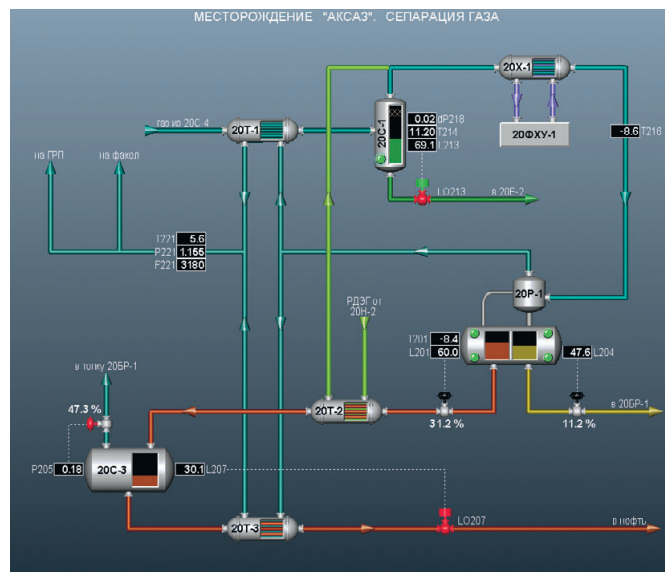 МЕСТОРОЖДЕНИЕ "АКСАЗ". СЕПАРАЦИЯ ГАЗА
20Х-1
газ из 20С-4
20Т-1
20С-1
0.02 dP218
11.20 T214
69.1 L213
20ФХУ-1
-8.6 T216
на ГРП
на факел
LO213
в 20Е-2
T221 5.6
P221 1.155
F221 3180
20Р-1
РДЭГ от
20Н-2
T201 -8.4
L201 60.0
47.6 L204
в топку 20БР-1
47.3 %
20Т-2
31.2 %
11.2 %
в 20БР-1
P205 0.18
20С-3
30.1 L207
20Т-3
LO207
в нефть